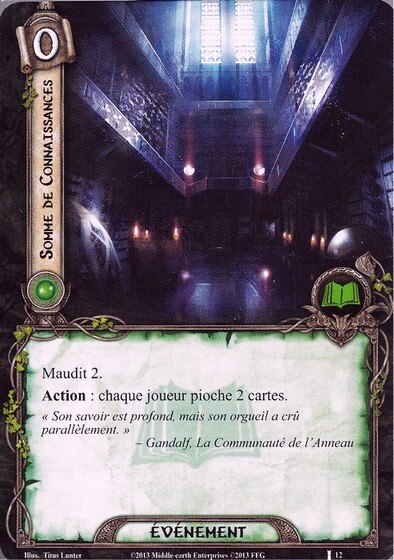 0
SOMME DE CONNAISSANCES
Maudit 2.
Action : chaque joueur pioche 2 cartes.
« Son savoir est profond, mais son orgueil a crû
parallèlement. »
– Gandalf, La Communauté de l'Anneau
ÉVÉNEMENT
Illus. Titus Lunter ©2013 Middle-earth Enterprises ©2013 FFG 12